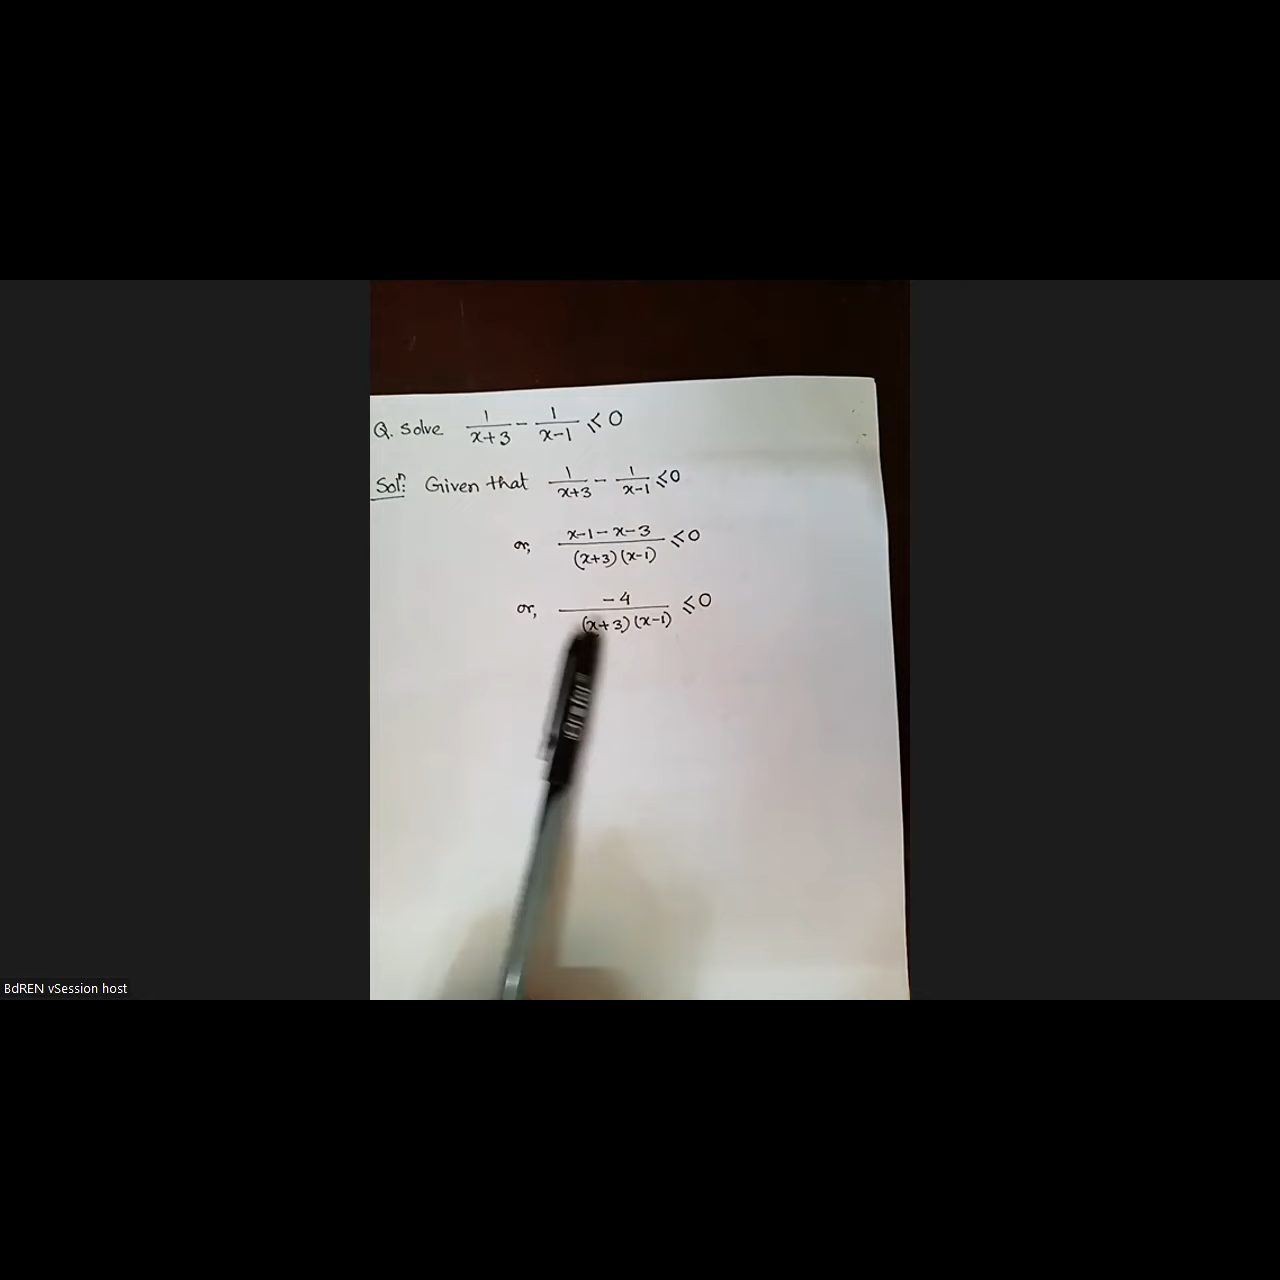 Q. Solve 1/(x+3) - 1/(x-1) ⩽ 0
Solⁿ: Given that 1/(x+3) - 1/(x-1) ⩽ 0
or, (x-1-x-3)/((x+3)(x-1)) ⩽ 0
or, -4/((x+3)(x-1)) ⩽ 0
BdREN vSession host